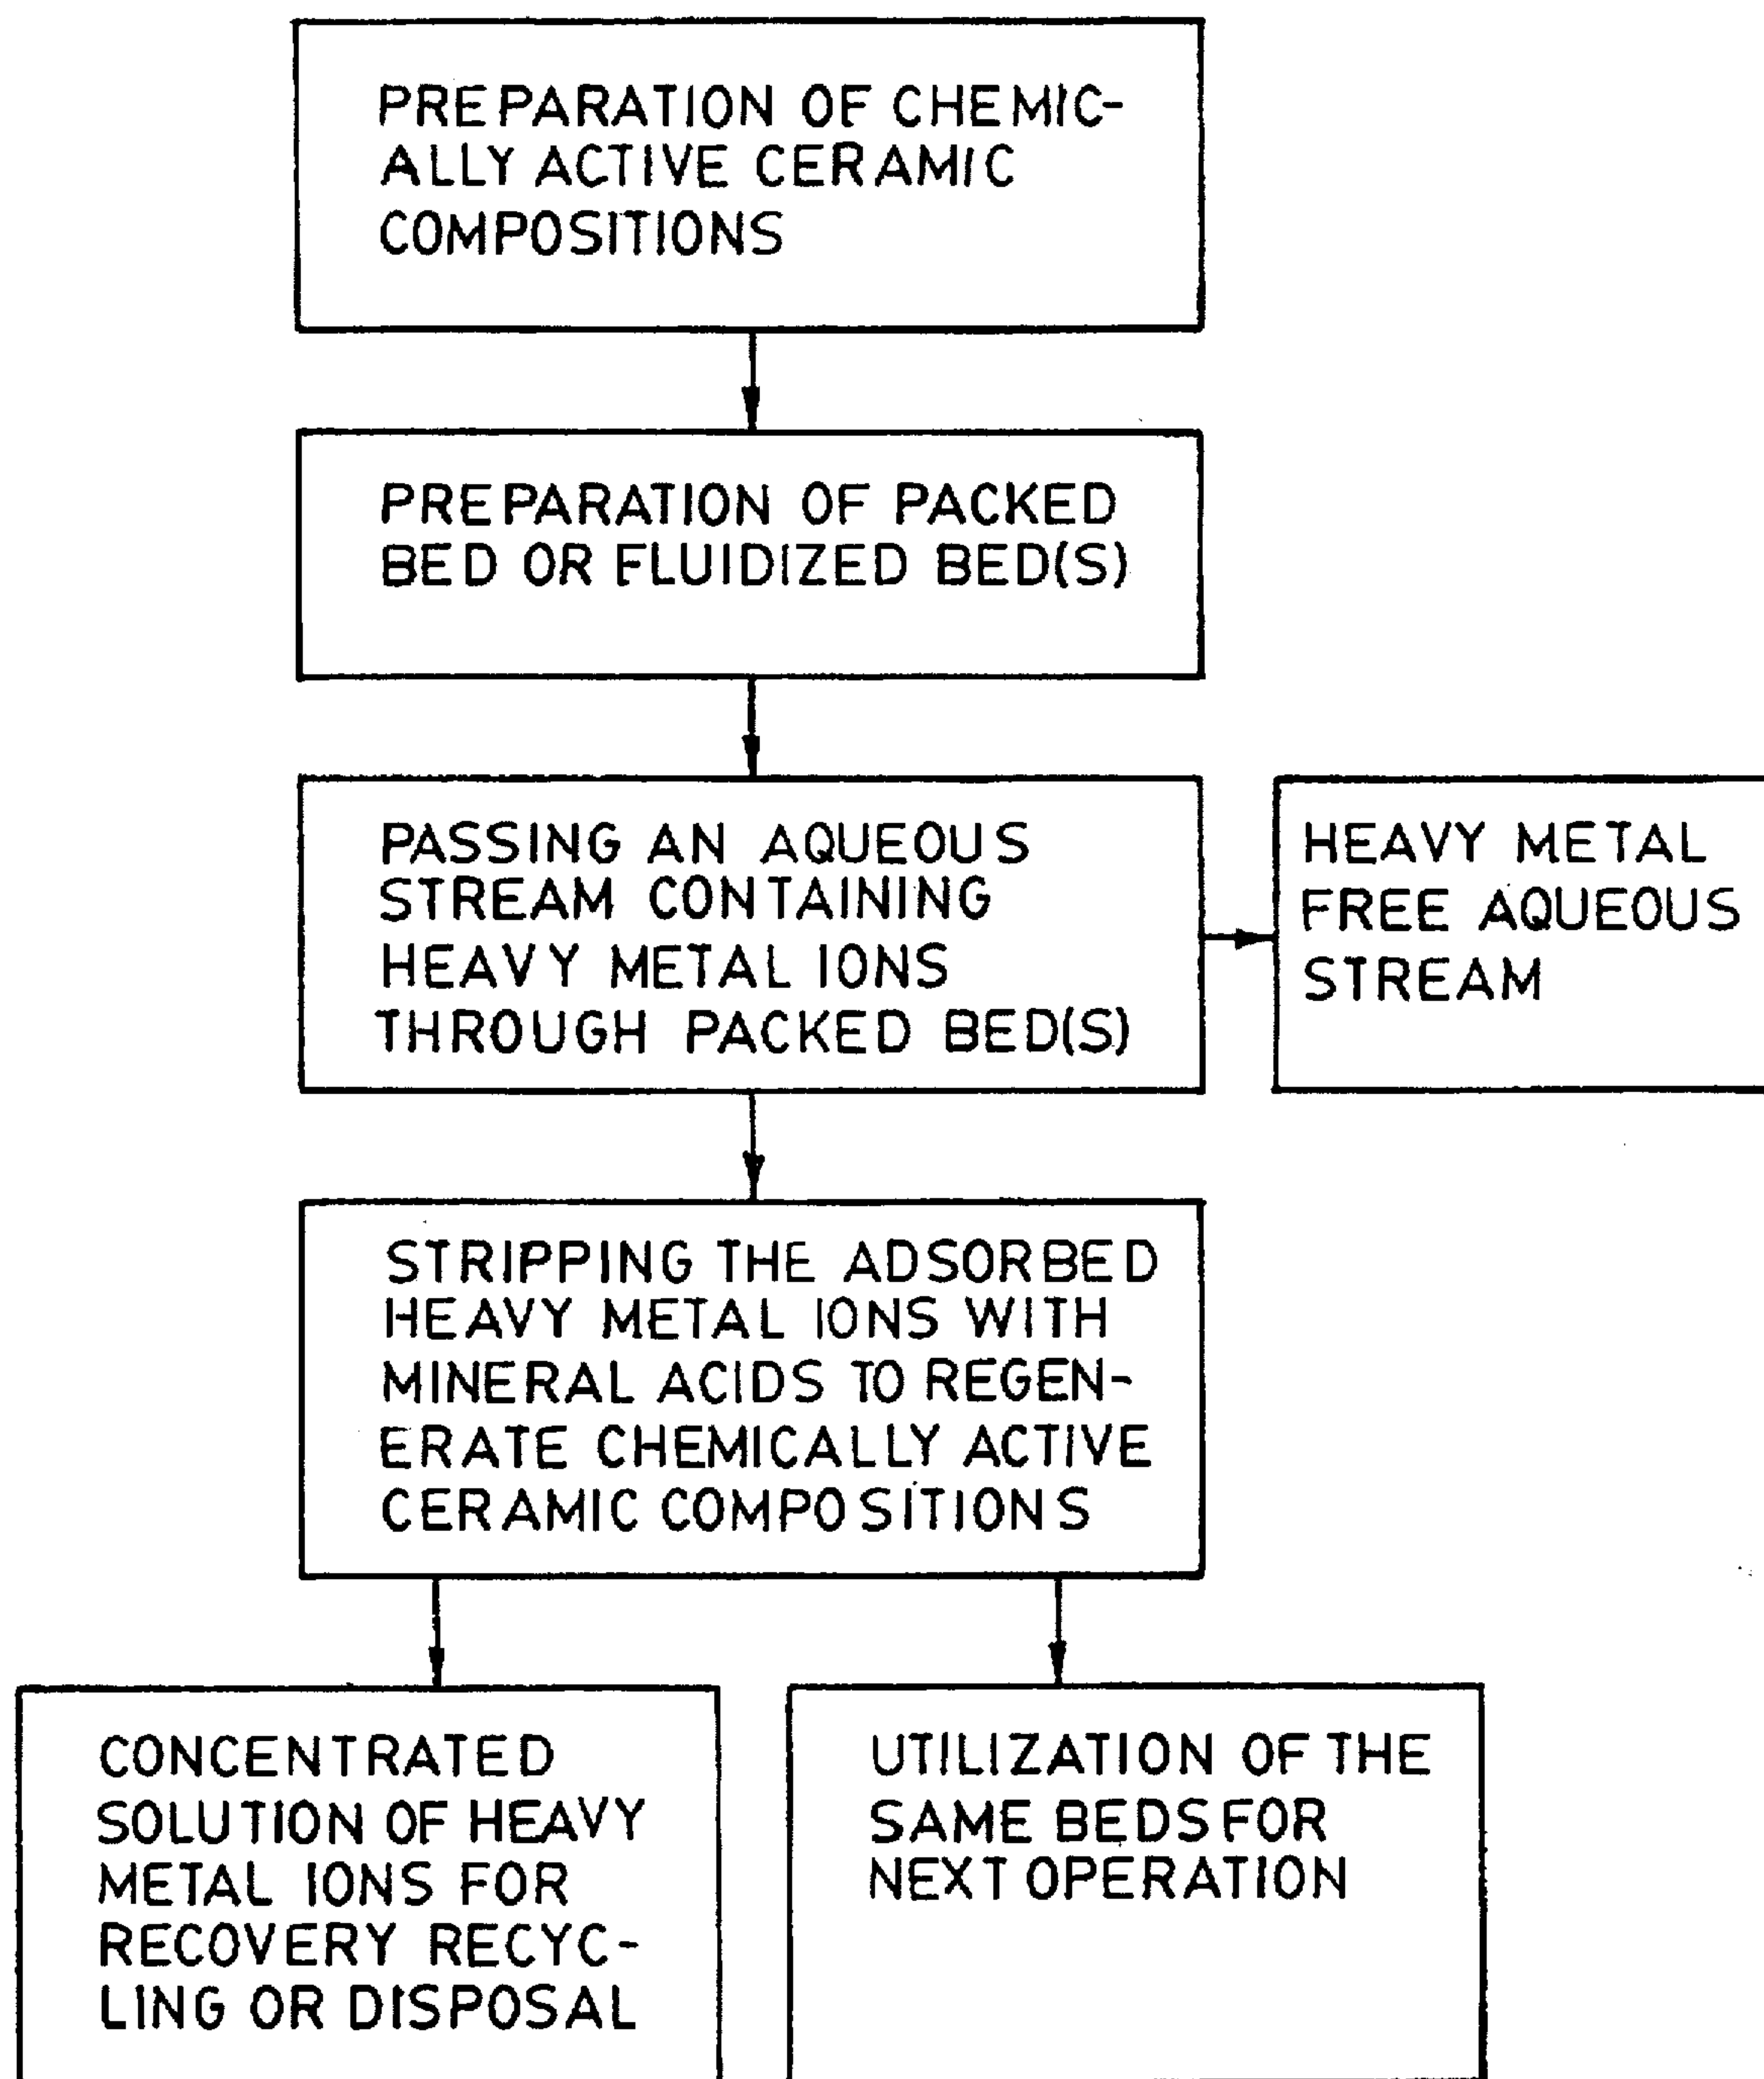 PREPARATION OF CHEMIC-
ALLY ACTIVE CERAMIC
COMPOSITIONS
PREPARATION OF PACKED
BED OR FLUIDIZED BED(S)
PASSING AN AQUEOUS
STREAM CONTAINING
HEAVY METAL IONS
THROUGH PACKED BED(S)
HEAVY METAL
FREE AQUEOUS
STREAM
STRIPPING THE ADSORBED
HEAVY METAL IONS WITH
MINERAL ACIDS TO REGEN-
ERATE CHEMICALLY ACTIVE
CERAMIC COMPOSITIONS
CONCENTRATED
SOLUTION OF HEAVY
METAL IONS FOR
RECOVERY RECYC-
LING OR DISPOSAL
UTILIZATION OF THE
SAME BEDS FOR
NEXT OPERATION